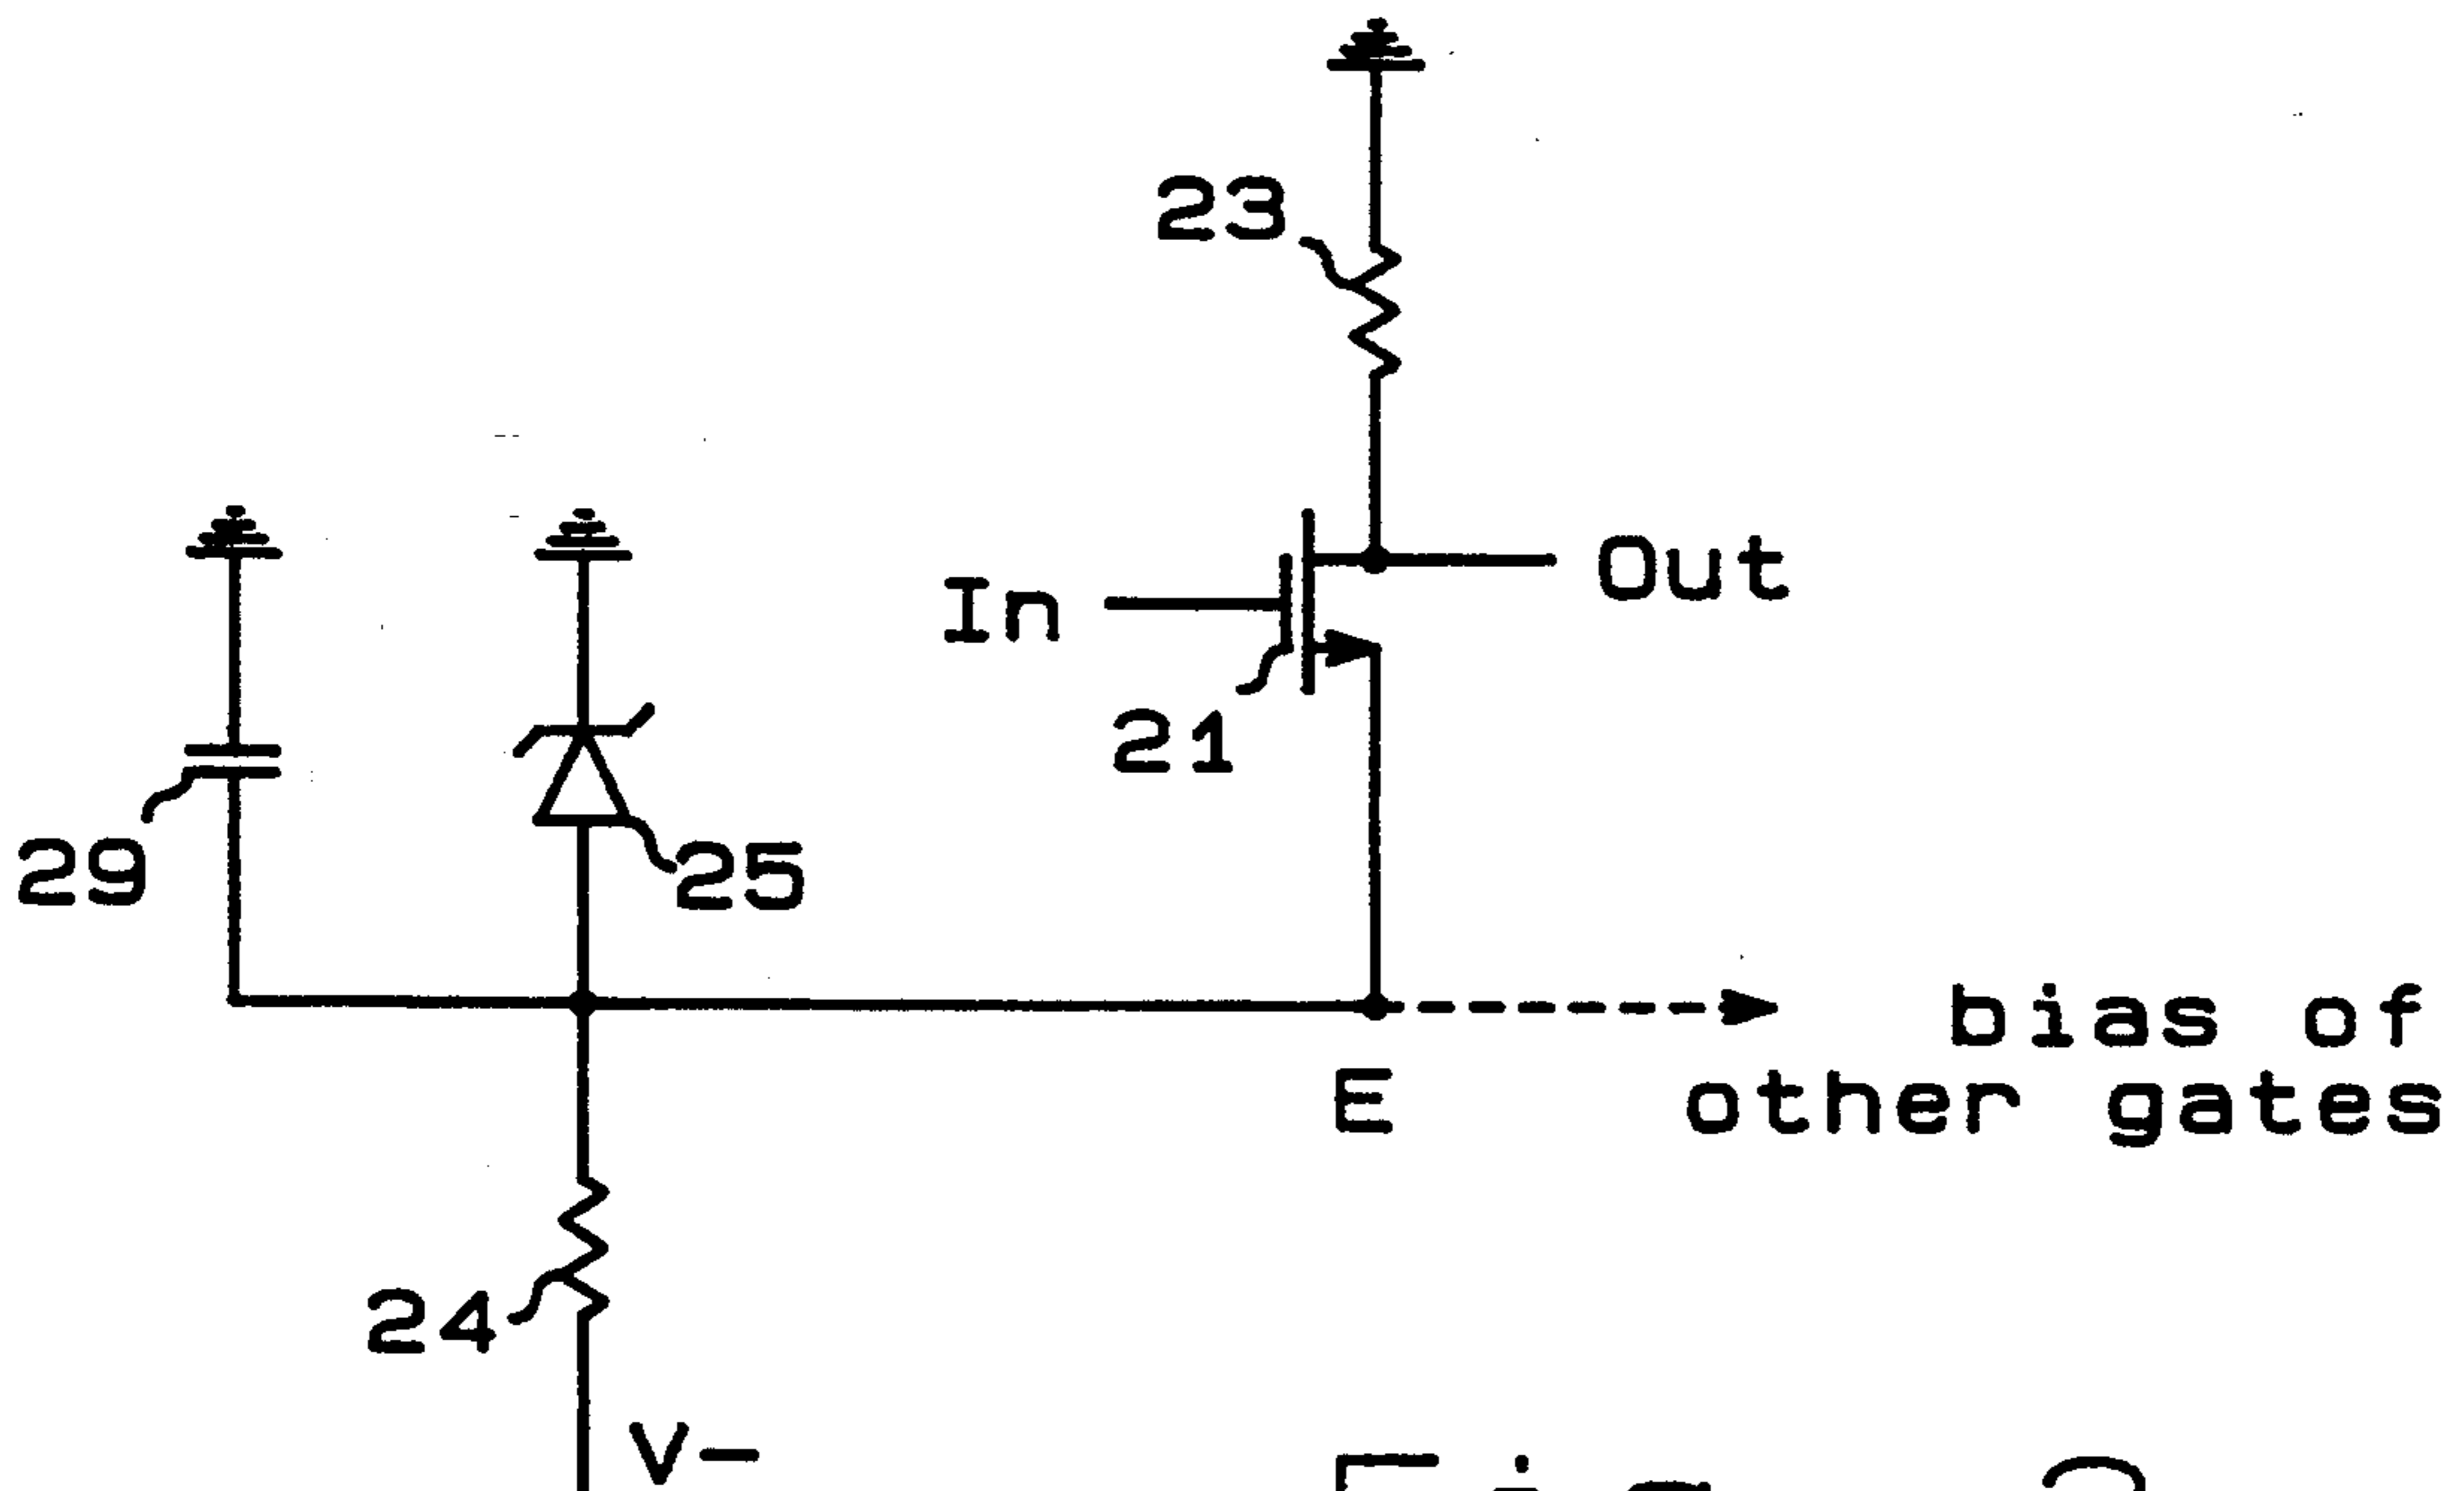 23
Out
In
21
29
25
bias of
E
other gates
24
V-